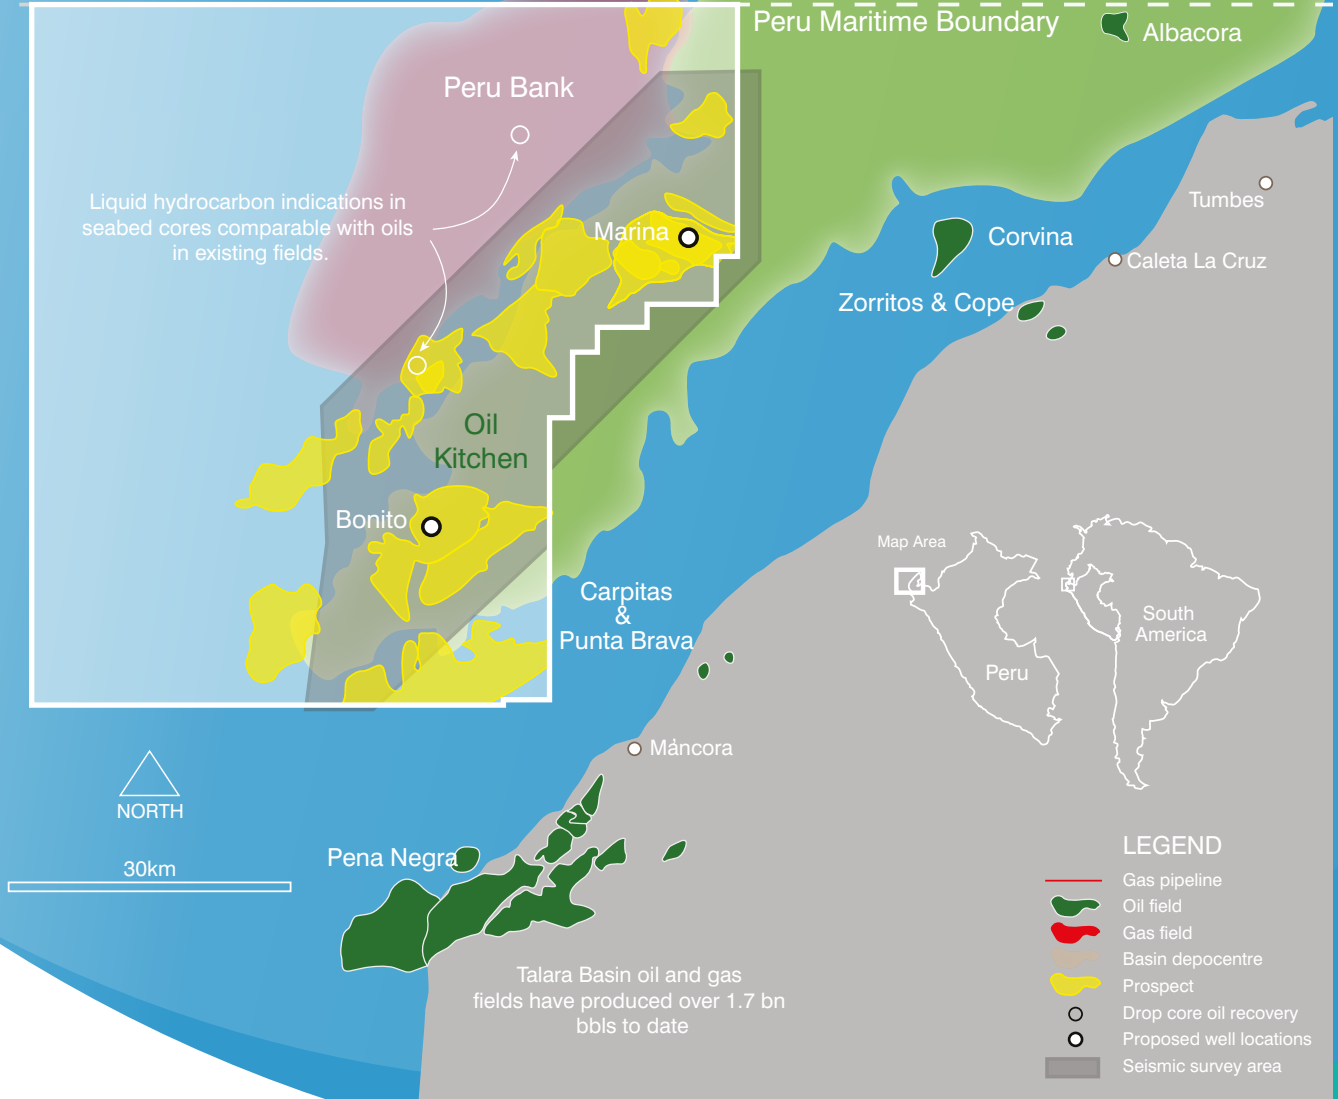 Peru Maritime Boundary
Albacora
Peru Bank
Liquid hydrocarbon indications in
seabed cores comparable with oils
in existing fields.
Marina
Tumbes
Corvina
Caleta La Cruz
Zorritos & Cope
Oil
Kitchen
Bonito
Map Area
Carpitas
&
Punta Brava
South
America
Peru
Máncora
NORTH
30km
Pena Negra
Talara Basin oil and gas
fields have produced over 1.7 bn
bbls to date
LEGEND
Gas pipeline
Oil field
Gas field
Basin depocentre
Prospect
Drop core oil recovery
Proposed well locations
Seismic survey area